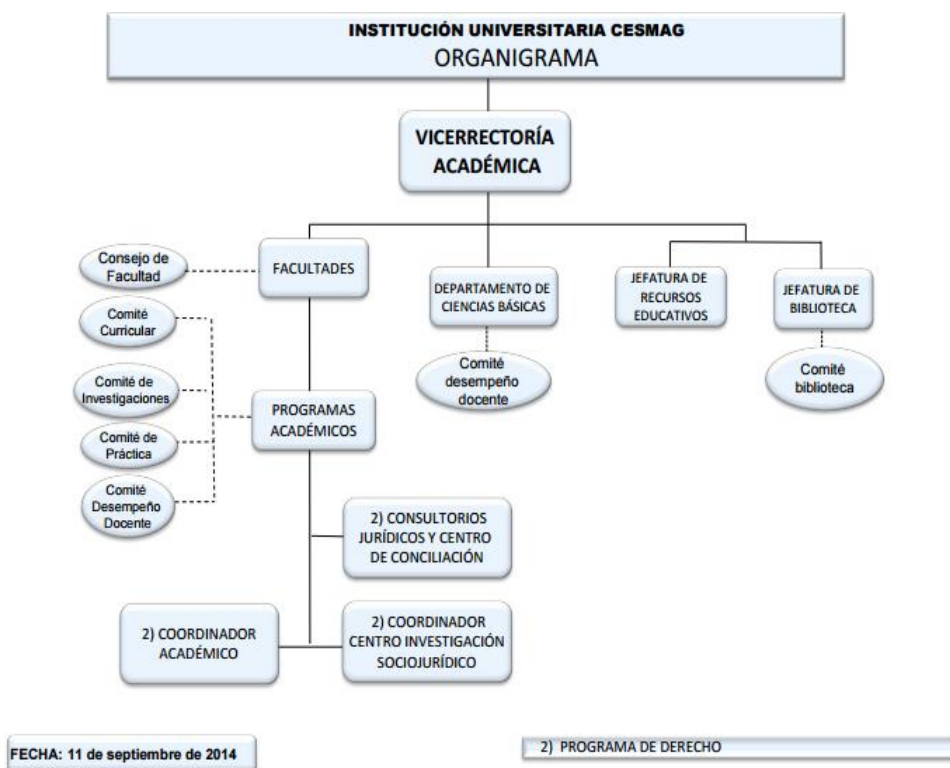 INSTITUCIÓN UNIVERSITARIA CESMAG
ORGANIGRAMA
VICERRECTORÍA
ACADÉMICA
Consejo de
Facultad
FACULTADES
DEPARTAMENTO DE
CIENCIAS BÁSICAS
JEFATURA DE
RECURSOS
EDUCATIVOS
JEFATURA DE
BIBLIOTECA
Comité
Curricular
Comité
desempeño
docente
Comité
biblioteca
Comité de
Investigaciones
PROGRAMAS
ACADÉMICOS
Comité de
Práctica
Comité
Desempeño
Docente
2) CONSULTORIOS
JURÍDICOS Y CENTRO
DE CONCILIACIÓN
2) COORDINADOR
ACADÉMICO
2) COORDINADOR
CENTRO INVESTIGACIÓN
SOCIOJURÍDICO
FECHA: 11 de septiembre de 2014
2) PROGRAMA DE DERECHO